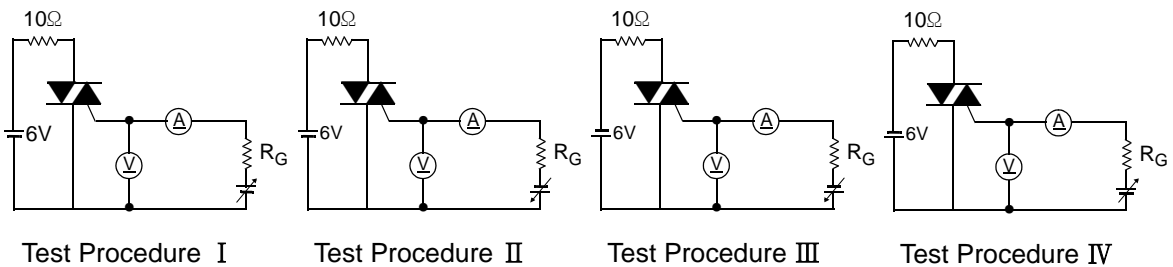 10Ω 10Ω 10Ω 10Ω
6V 6V 6V 6V
A A A A
V V V V
RG RG RG RG
Test Procedure Ⅰ Test Procedure Ⅱ Test Procedure Ⅲ Test Procedure Ⅳ